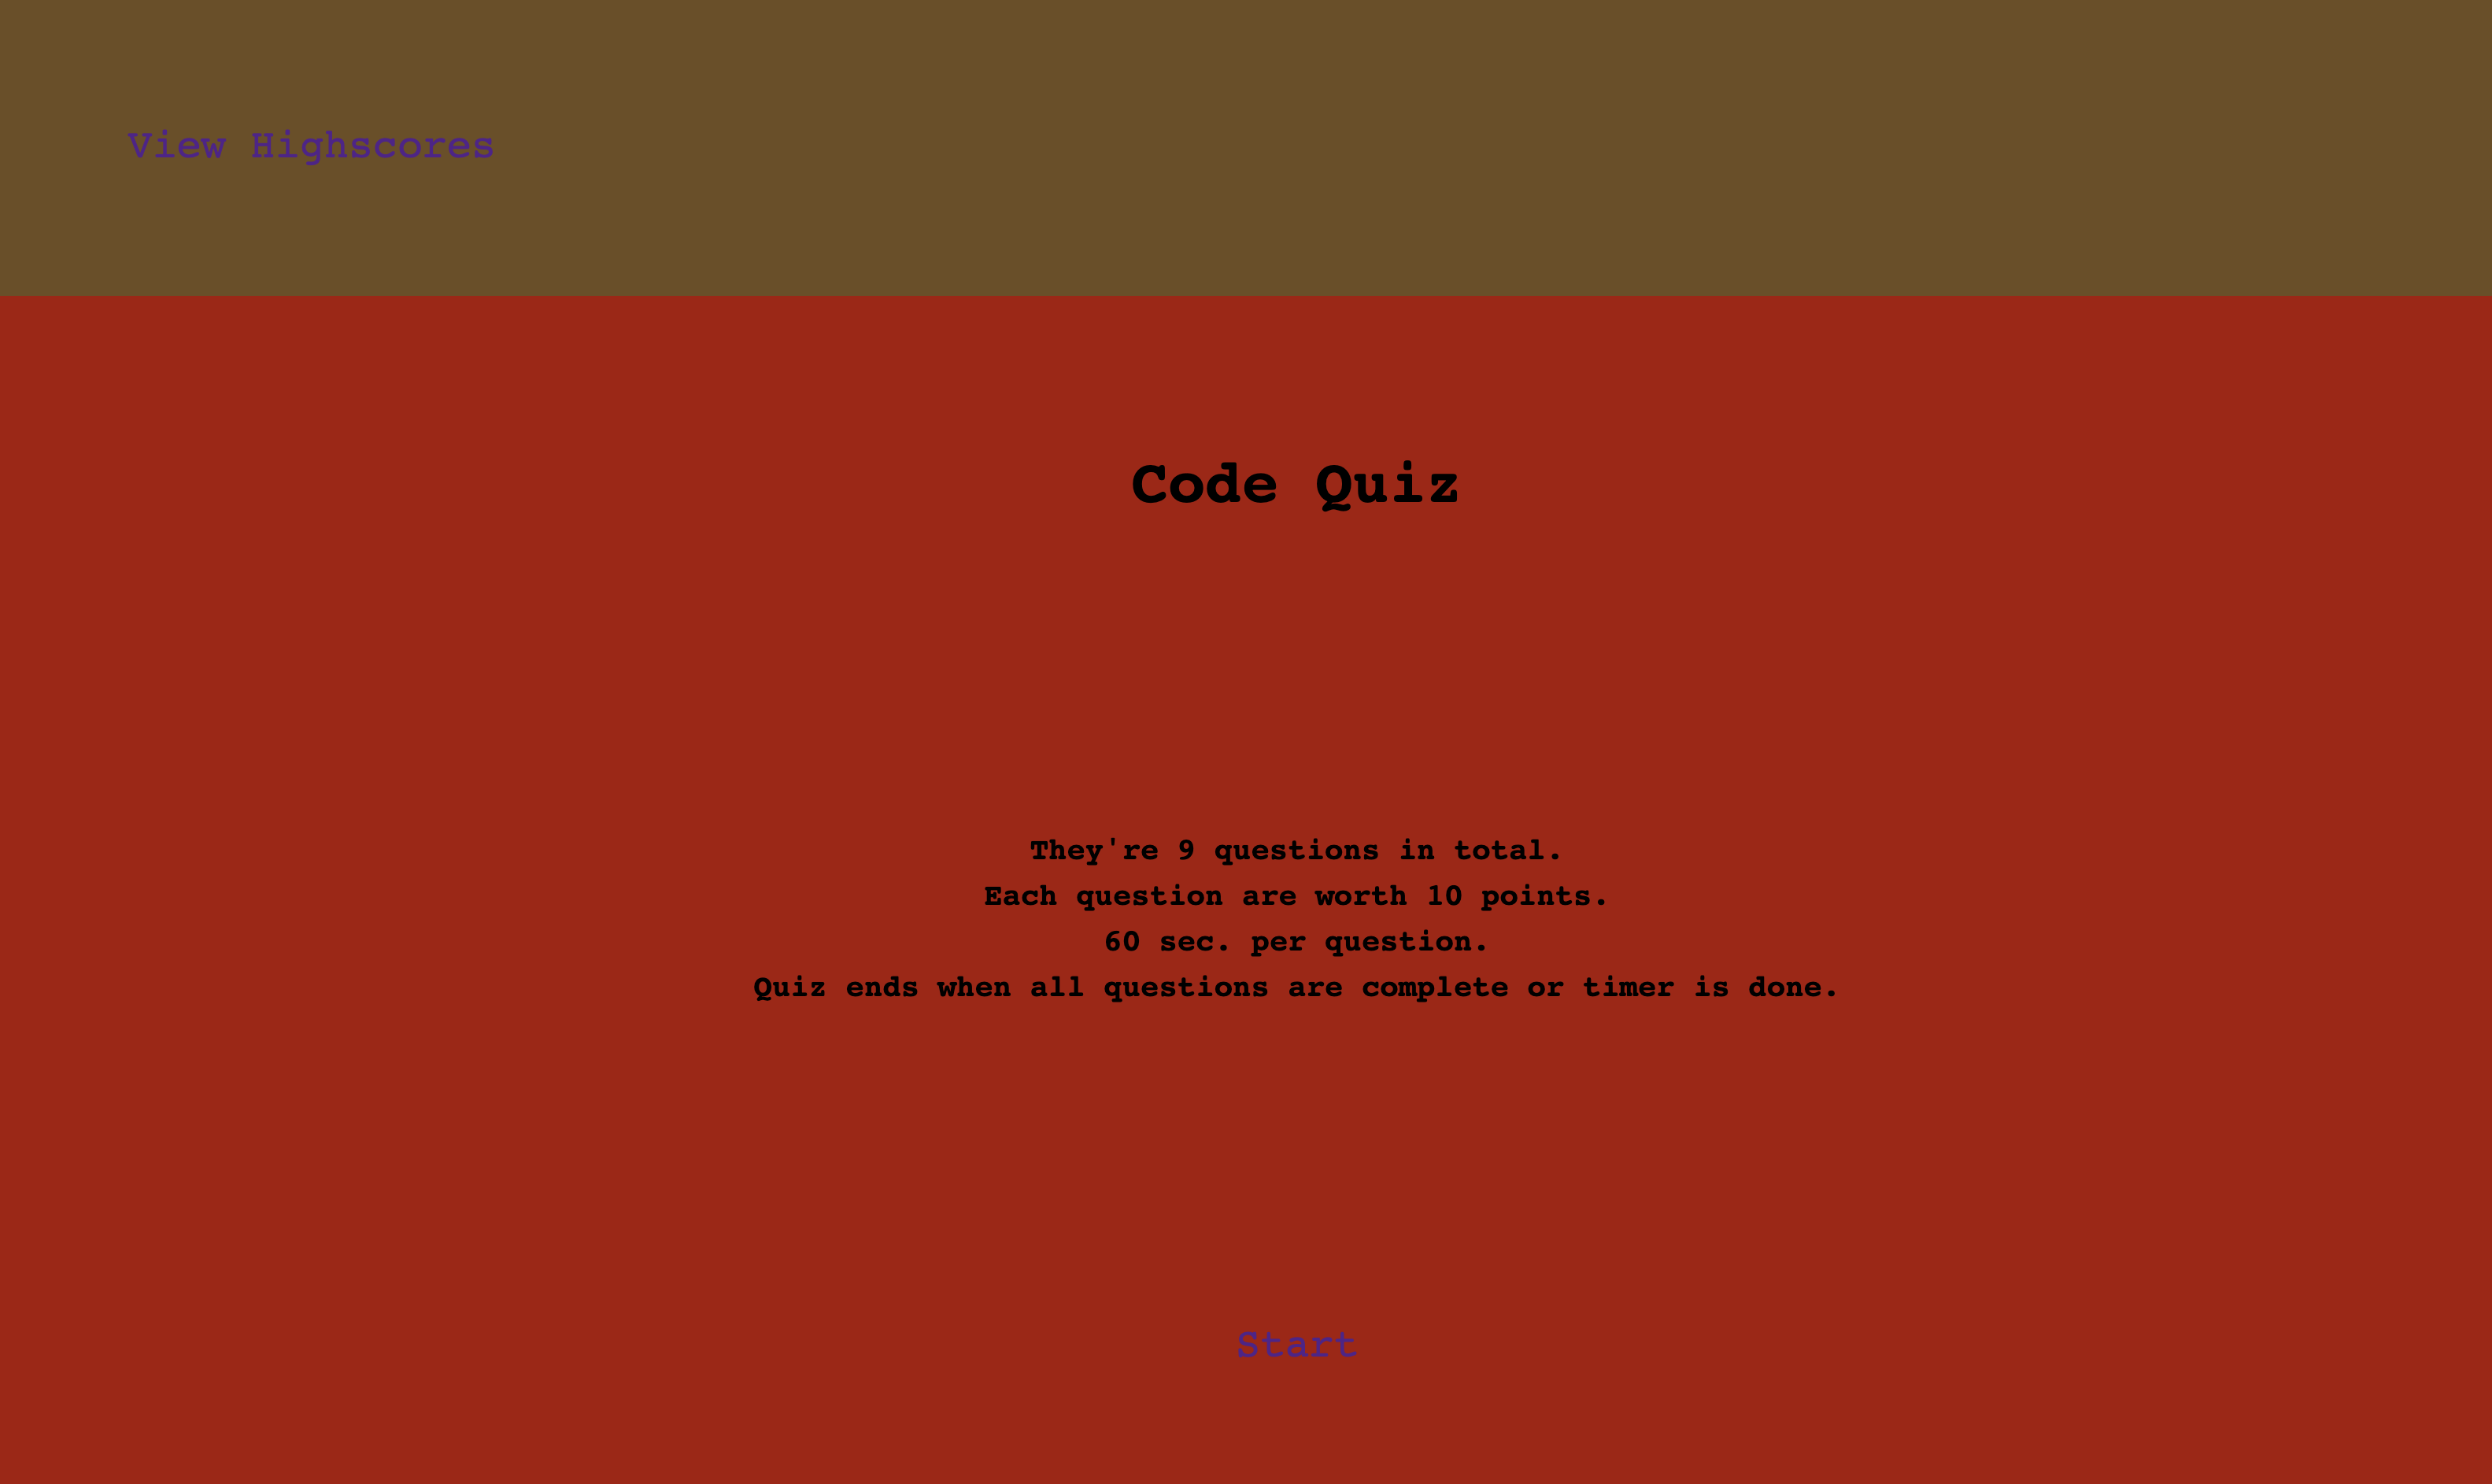 View Highscores
Code Quiz
They're 9 questions in total.
Each question are worth 10 points.
60 sec. per question.
Quiz ends when all questions are complete or timer is done.
Start